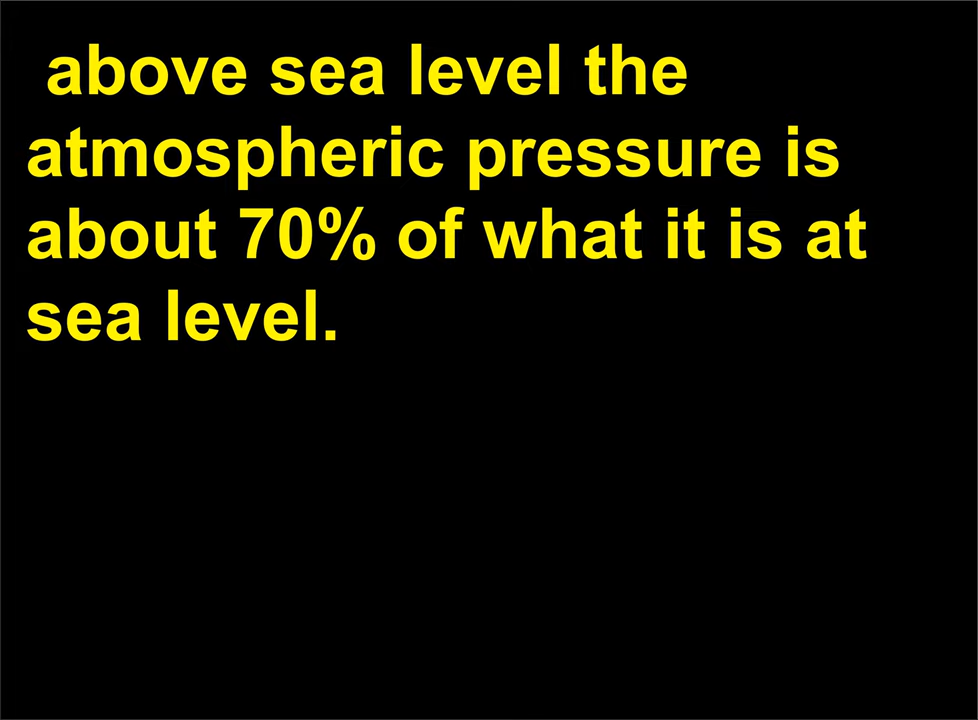 above sea level the
atmospheric pressure is
about 70% of what it is at
sea level.